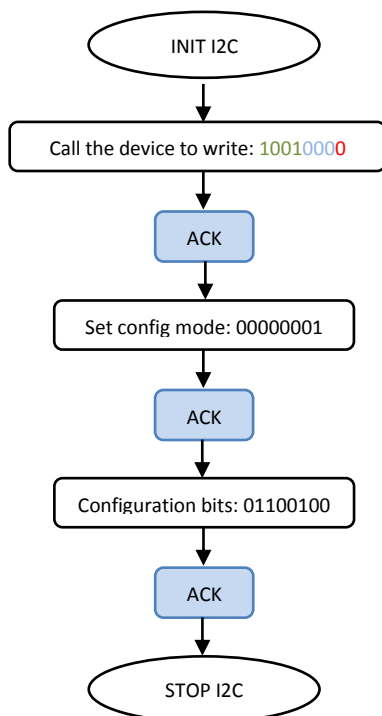 INIT I2C
Call the device to write: 10010000
ACK
Set config mode: 00000001
ACK
Configuration bits: 01100100
ACK
STOP I2C